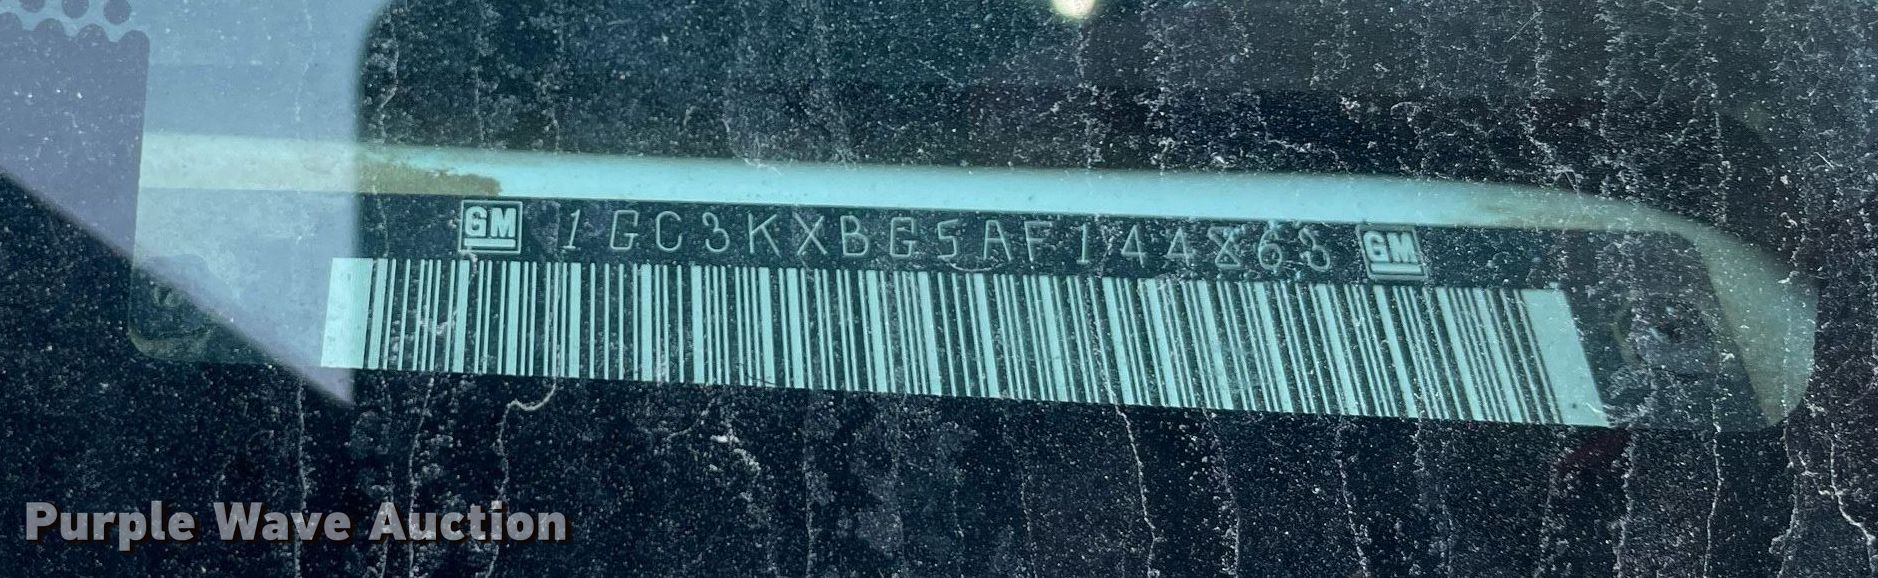 GM 1GC3KXBG5AF144863 GM
Purple Wave Auction